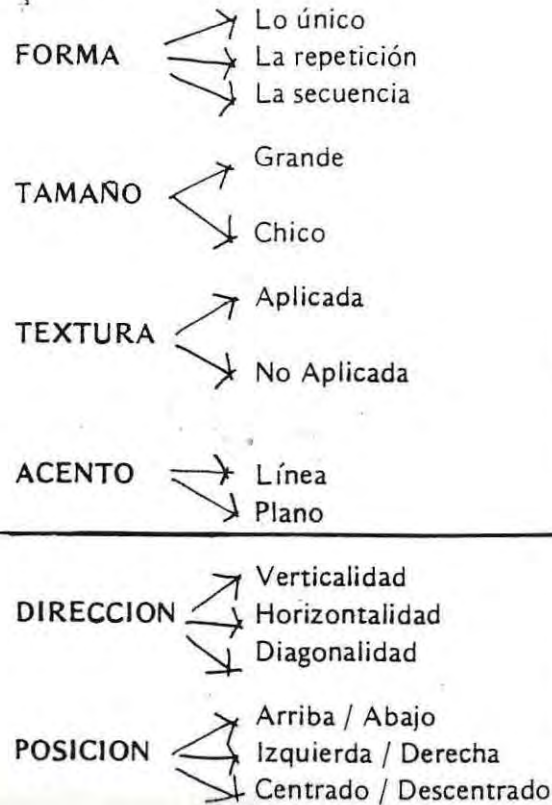 Lo único
FORMA La repetición
La secuencia
Grande
TAMAÑO
Chico
Aplicada
TEXTURA
No Aplicada
ACENTO Línea
Plano
Verticalidad
DIRECCION Horizontalidad
Diagonalidad
Arriba / Abajo
POSICION Izquierda / Derecha
Centrado / Descentrado